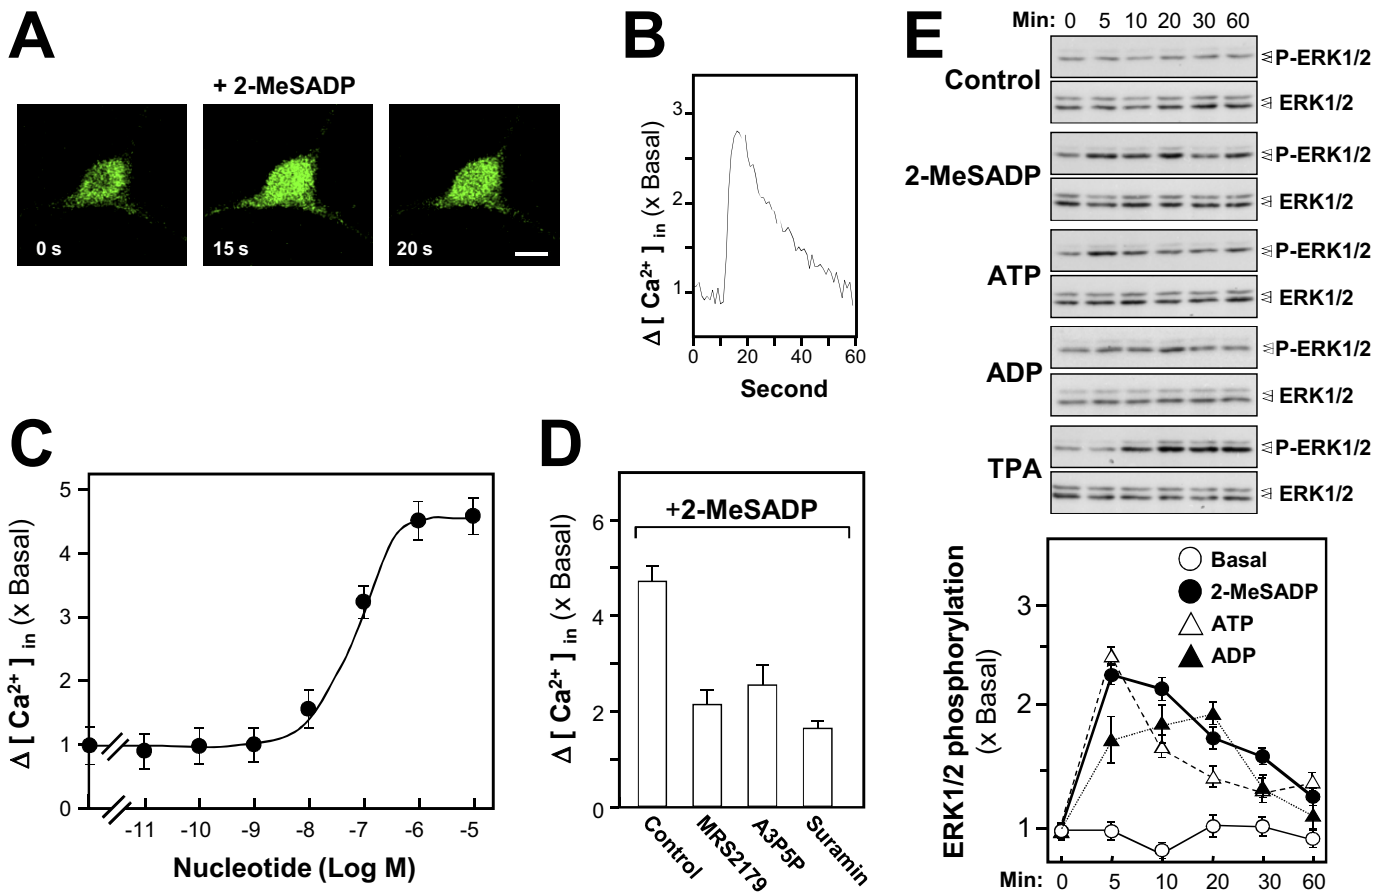 A
+ 2-MeSADP
0 s
15 s
20 s
B
Δ [ Ca²⁺ ] in (x Basal)
3
2
1
0 20 40 60
Second
C
Δ [ Ca²⁺ ] in (x Basal)
5
4
3
2
1
0
-11 -10 -9 -8 -7 -6 -5
Nucleotide (Log M)
D
+2-MeSADP
Δ [ Ca²⁺ ] in (x Basal)
6
4
2
0
Control
MRS2179
A3P5P
Suramin
E
Min: 0 5 10 20 30 60
Control
P-ERK1/2
ERK1/2
2-MeSADP
P-ERK1/2
ERK1/2
ATP
P-ERK1/2
ERK1/2
ADP
P-ERK1/2
ERK1/2
TPA
P-ERK1/2
ERK1/2
ERK1/2 phosphorylation
(x Basal)
3
2
1
Basal
2-MeSADP
ATP
ADP
Min: 0 5 10 20 30 60